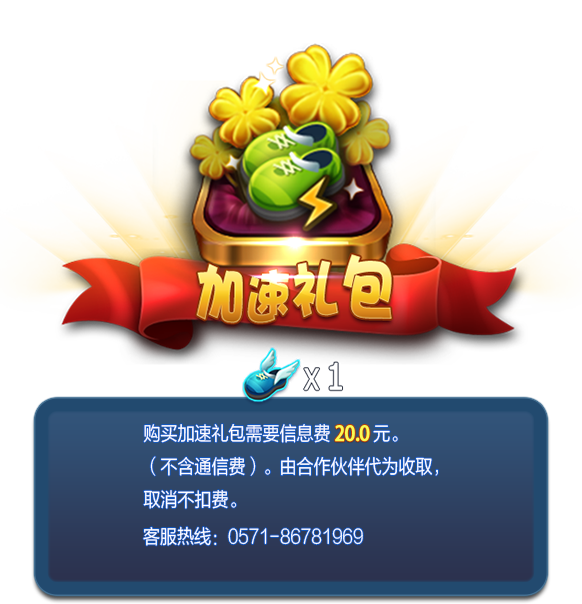 加速礼包
x 1
购买加速礼包需要信息费 20.0 元。
（不含通信费）。由合作伙伴代为收取，
取消不扣费。
客服热线：0571-86781969